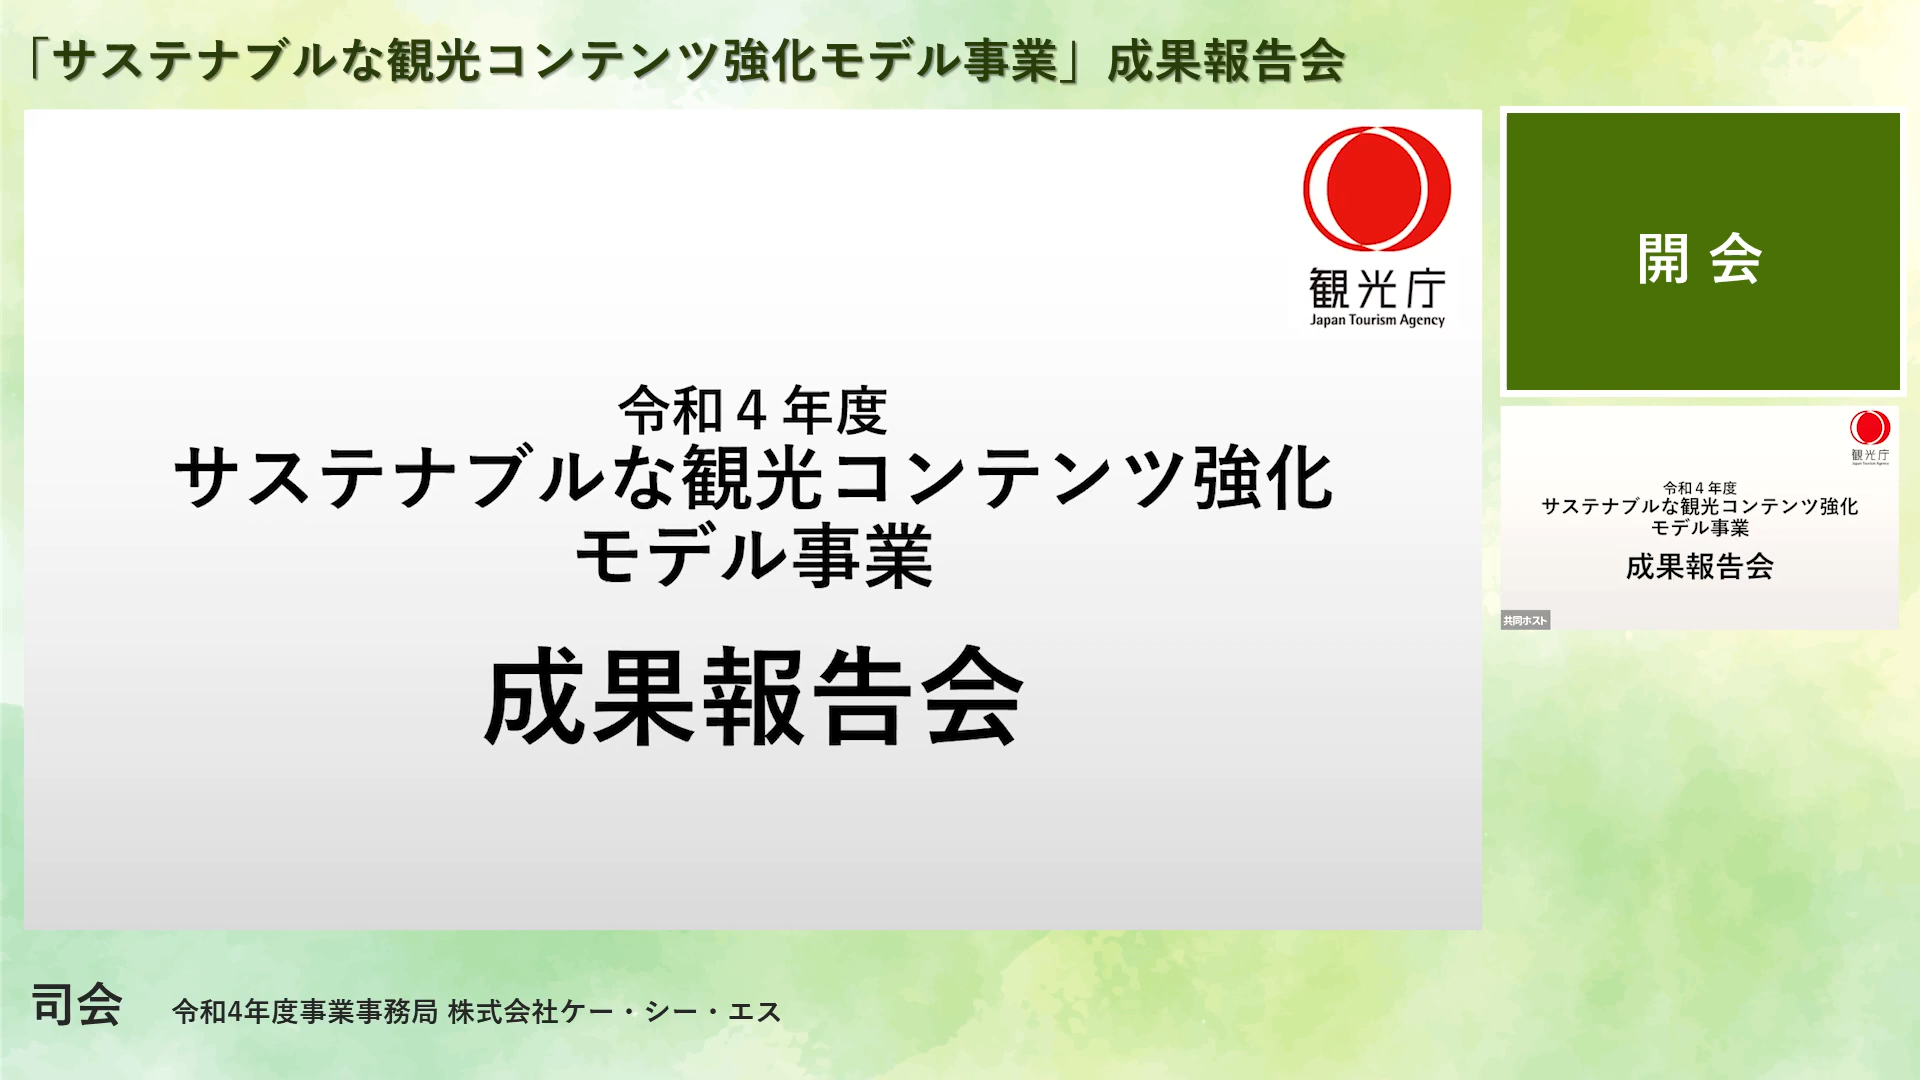 「サステナブルな観光コンテンツ強化モデル事業」成果報告会
観光庁
Japan Tourism Agency
令和４年度
サステナブルな観光コンテンツ強化
モデル事業
成果報告会
開 会
観光庁
Japan Tourism Agency
令和４年度
サステナブルな観光コンテンツ強化
モデル事業
成果報告会
共同ホスト
司会 令和4年度事業事務局 株式会社ケー・シー・エス